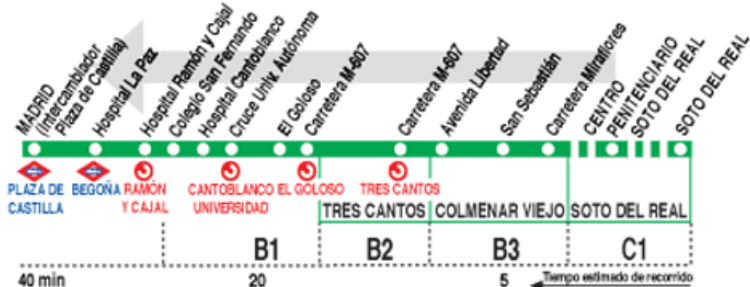 MADRID
(Intercambiador
Plaza de Castilla)
Hospital La Paz
Hospital Ramón y Cajal
Colegio San Fernando
Hospital Cantoblanco
Cruce Univ. Autónoma
El Goloso
Carretera M-607
Carretera M-607
Avenida Libertad
San Sebastián
Carretera Miraflores
CENTRO
PENITENCIARIO
SOTO DEL REAL
SOTO DEL REAL
PLAZA DE
CASTILLA
BEGOÑA
RAMÓN
Y CAJAL
CANTOBLANCO
UNIVERSIDAD
EL GOLOSO
TRES CANTOS
TRES CANTOS
COLMENAR VIEJO
SOTO DEL REAL
B1
B2
B3
C1
40 min
20
5
Tiempo estimado de recorrido